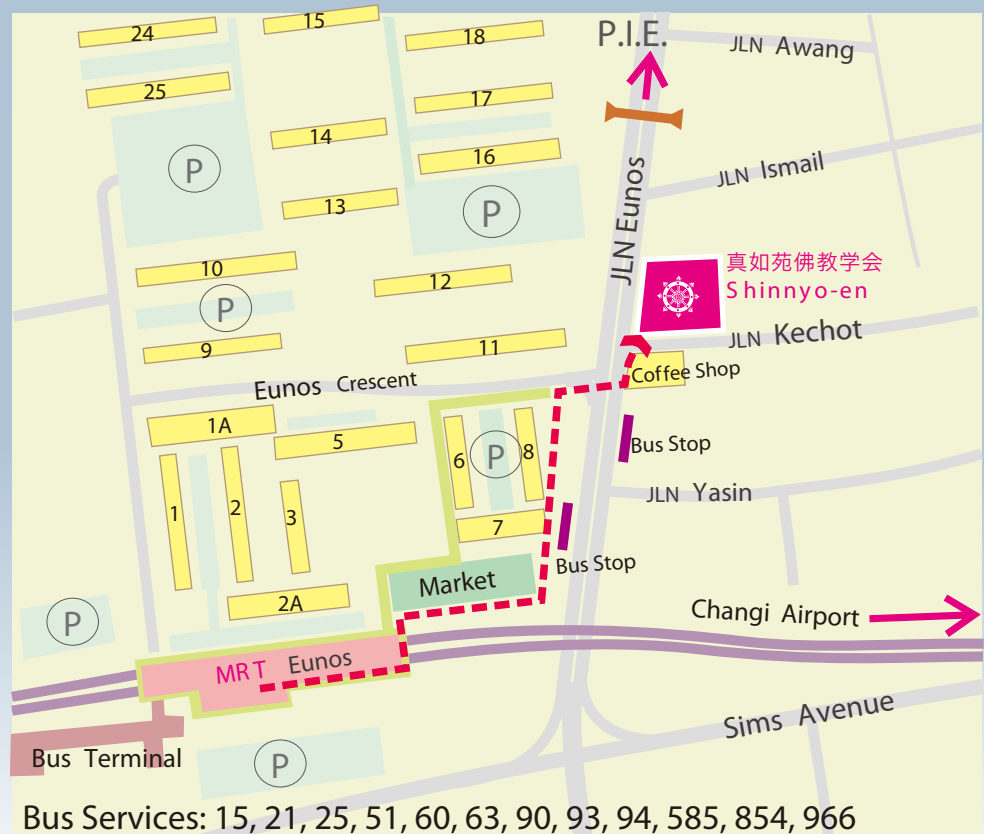 15
24
18
P.I.E.
JLN Awang
25
17
14
16
P
JLN Ismail
13
P
JLN Eunos
10
真如苑佛教学会
Shinnyo-en
12
P
JLN Kechot
9
11
Coffee Shop
Eunos Crescent
1A
5
Bus Stop
6
P
8
JLN Yasin
1
2
3
7
Bus Stop
Market
2A
P
Changi Airport
MRT Eunos
Sims Avenue
Bus Terminal
P
Bus Services: 15, 21, 25, 51, 60, 63, 90, 93, 94, 585, 854, 966